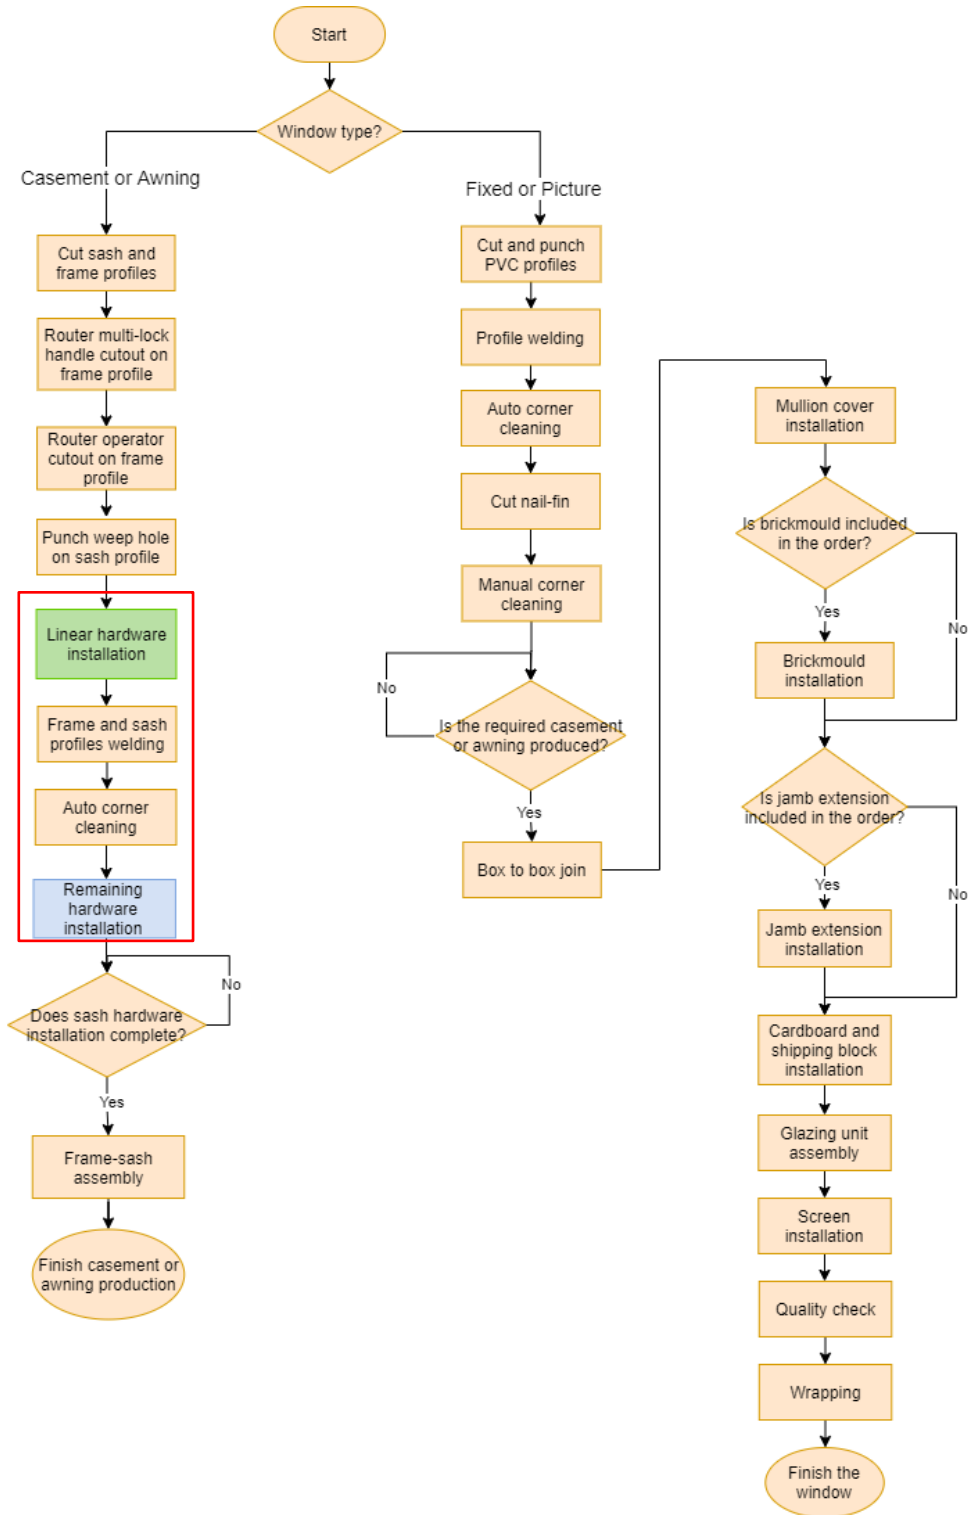 Start
Window type?
Casement or Awning
Fixed or Picture
Cut sash and
frame profiles
Router multi-lock
handle cutout on
frame profile
Router operator
cutout on frame
profile
Punch weep hole
on sash profile
Linear hardware
installation
Frame and sash
profiles welding
Auto corner
cleaning
Remaining
hardware
installation
No
Does sash hardware
installation complete?
Yes
Frame-sash
assembly
Finish casement or
awning production
Cut and punch
PVC profiles
Profile welding
Auto corner
cleaning
Cut nail-fin
Manual corner
cleaning
No
Is the required casement
or awning produced?
Yes
Box to box join
Mullion cover
installation
Is brickmould included
in the order?
Yes
No
Brickmould
installation
Is jamb extension
included in the order?
Yes
No
Jamb extension
installation
Cardboard and
shipping block
installation
Glazing unit
assembly
Screen
installation
Quality check
Wrapping
Finish the
window